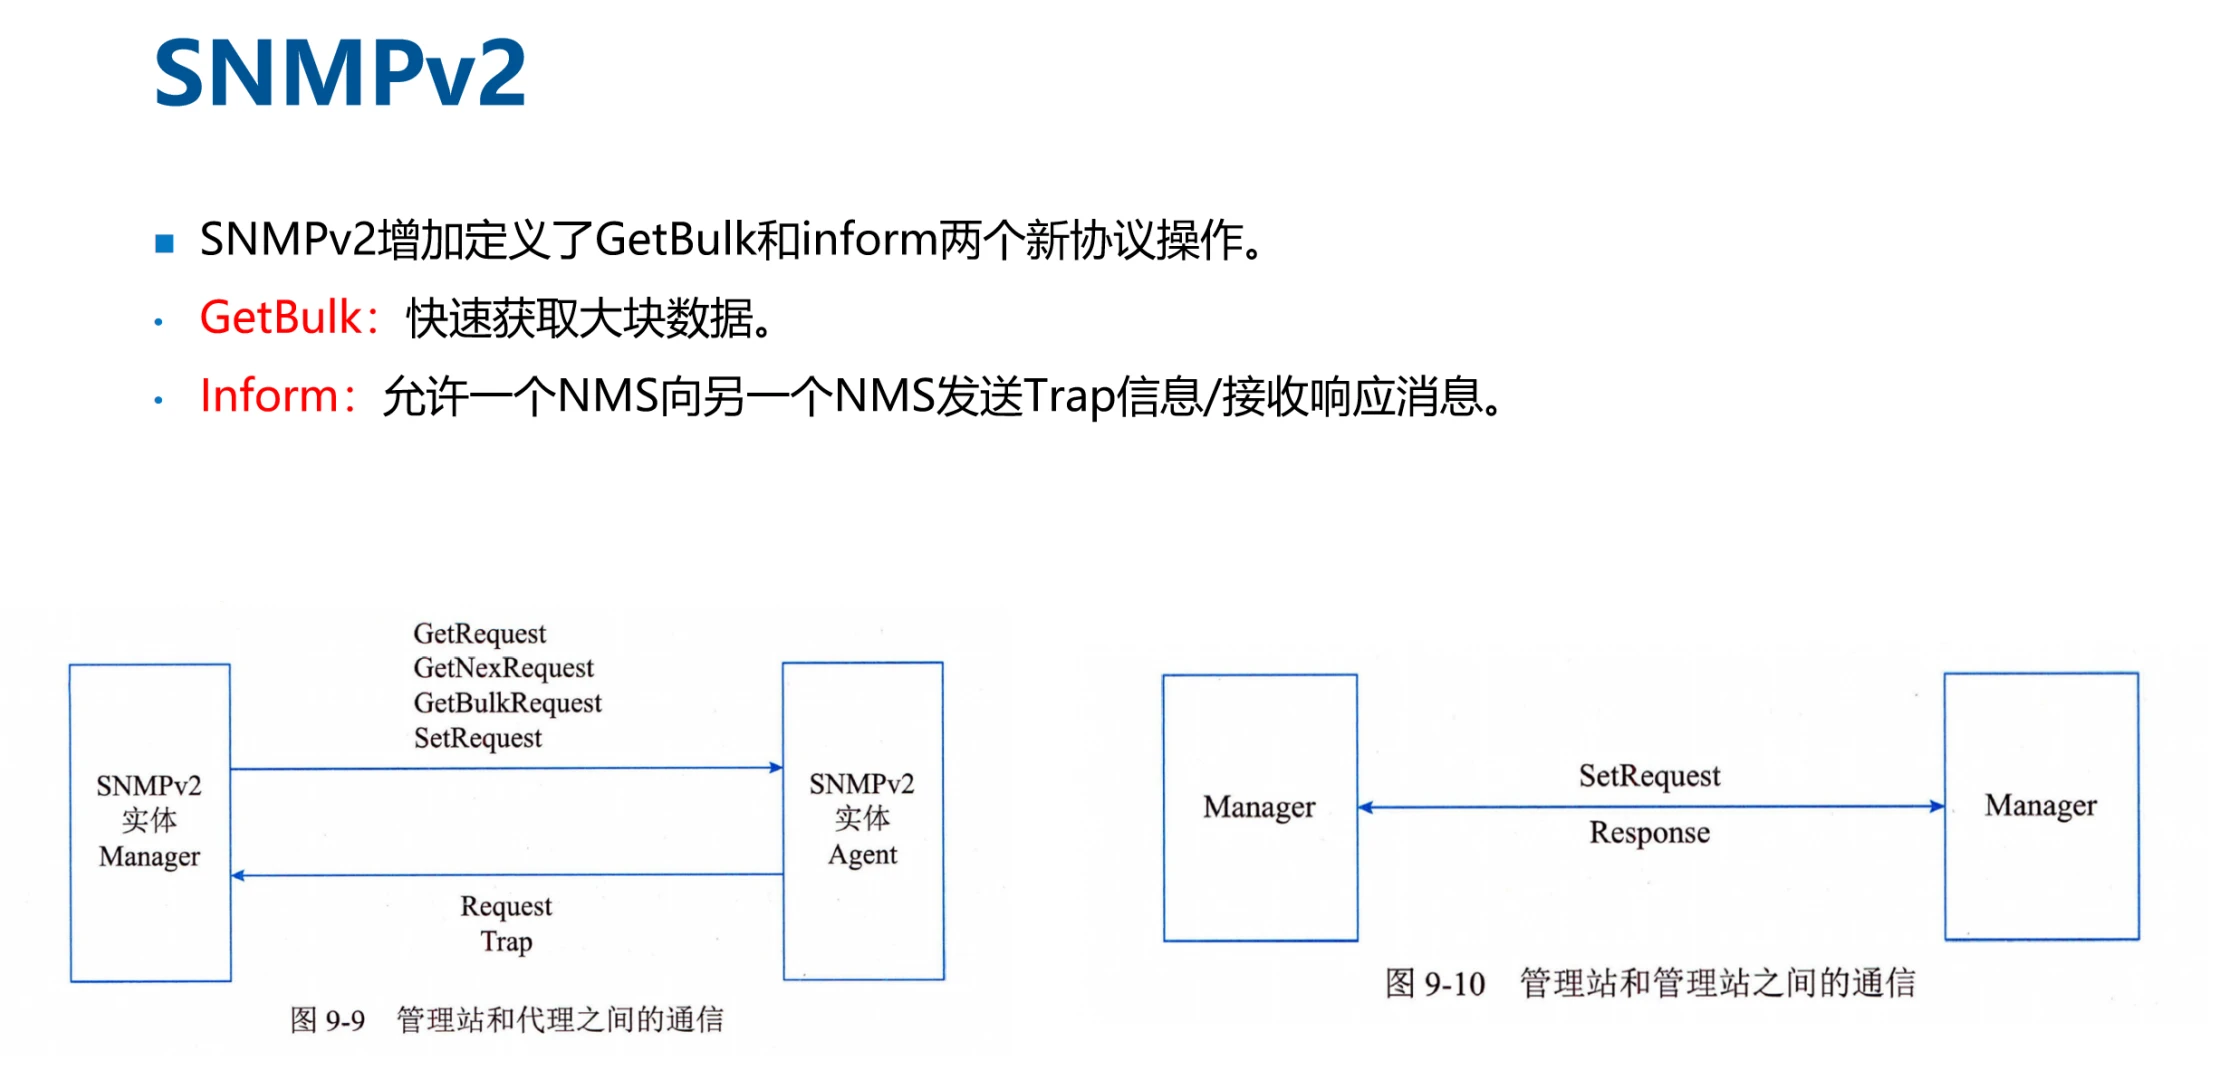 SNMPv2
SNMPv2增加定义了GetBulk和inform两个新协议操作。
GetBulk：快速获取大块数据。
Inform：允许一个NMS向另一个NMS发送Trap信息/接收响应消息。
GetRequest
GetNexRequest
GetBulkRequest
SetRequest
SNMPv2
实体
Manager
SNMPv2
实体
Agent
Request
Trap
图 9-9 管理站和代理之间的通信
Manager
SetRequest
Response
Manager
图 9-10 管理站和管理站之间的通信